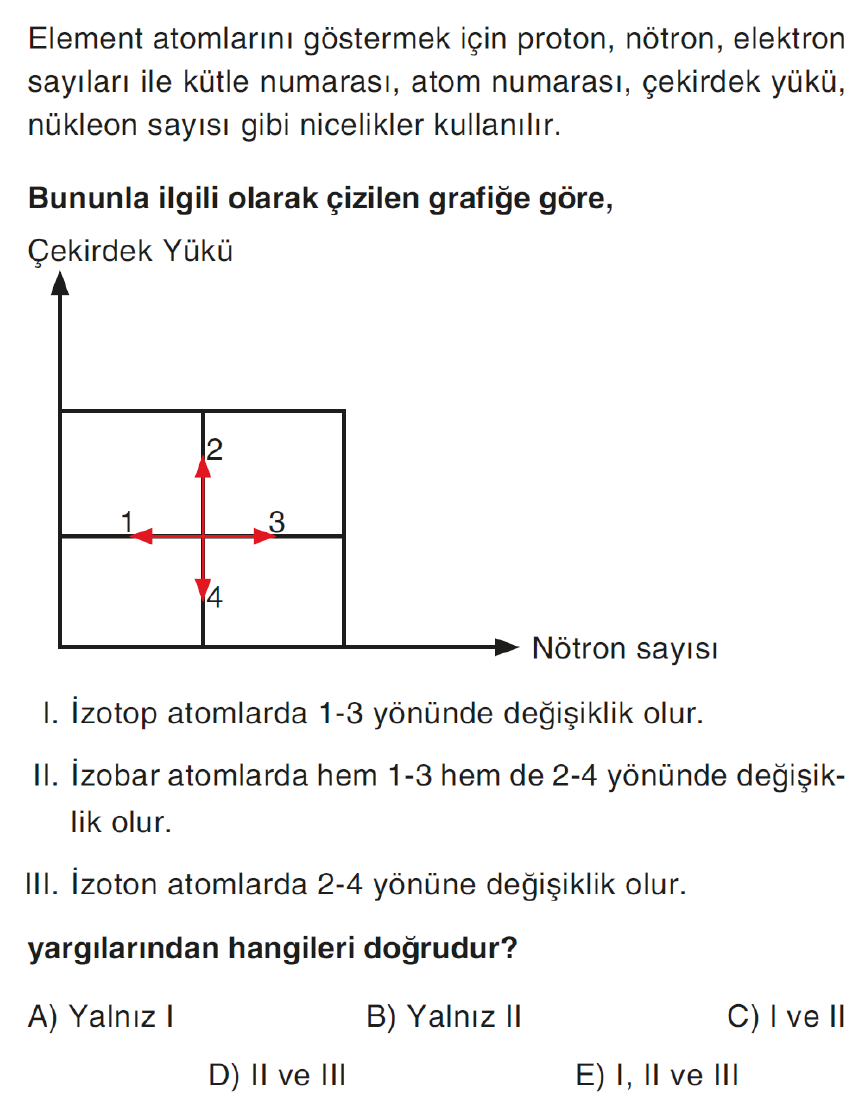 Element atomlarını göstermek için proton, nötron, elektron
sayıları ile kütle numarası, atom numarası, çekirdek yükü,
nükleon sayısı gibi nicelikler kullanılır.
Bununla ilgili olarak çizilen grafiğe göre,
Çekirdek Yükü
2
1
3
4
Nötron sayısı
I. İzotop atomlarda 1-3 yönünde değişiklik olur.
II. İzobar atomlarda hem 1-3 hem de 2-4 yönünde değişik-
lik olur.
III. İzoton atomlarda 2-4 yönüne değişiklik olur.
yargılarından hangileri doğrudur?
A) Yalnız I B) Yalnız II C) I ve II
D) II ve III E) I, II ve III